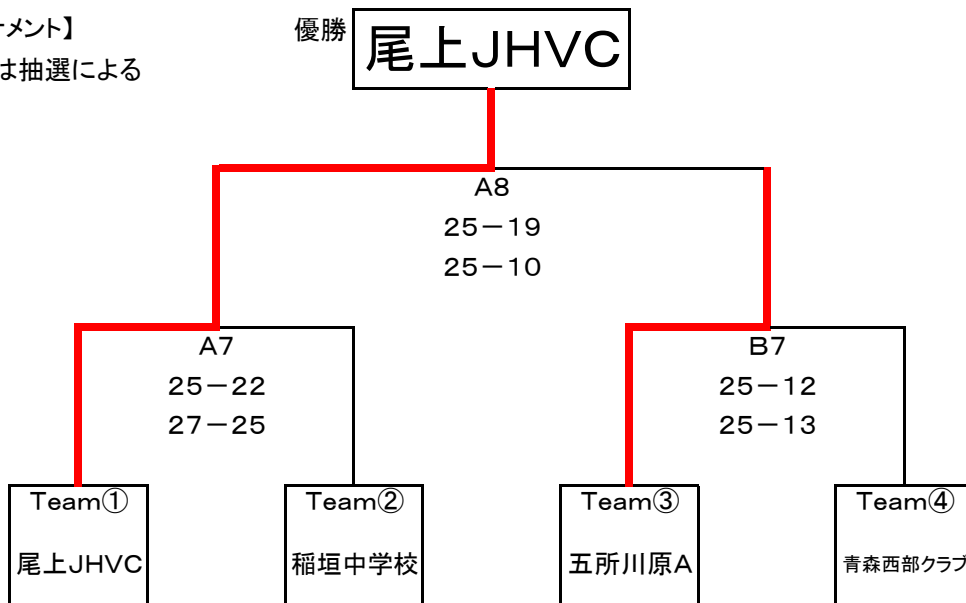 メント】
は抽選による
優勝
尾上JHVC
A8
25-19
25-10
A7
25-22
27-25
B7
25-12
25-13
Team①
尾上JHVC
Team②
稲垣中学校
Team③
五所川原A
Team④
青森西部クラブ